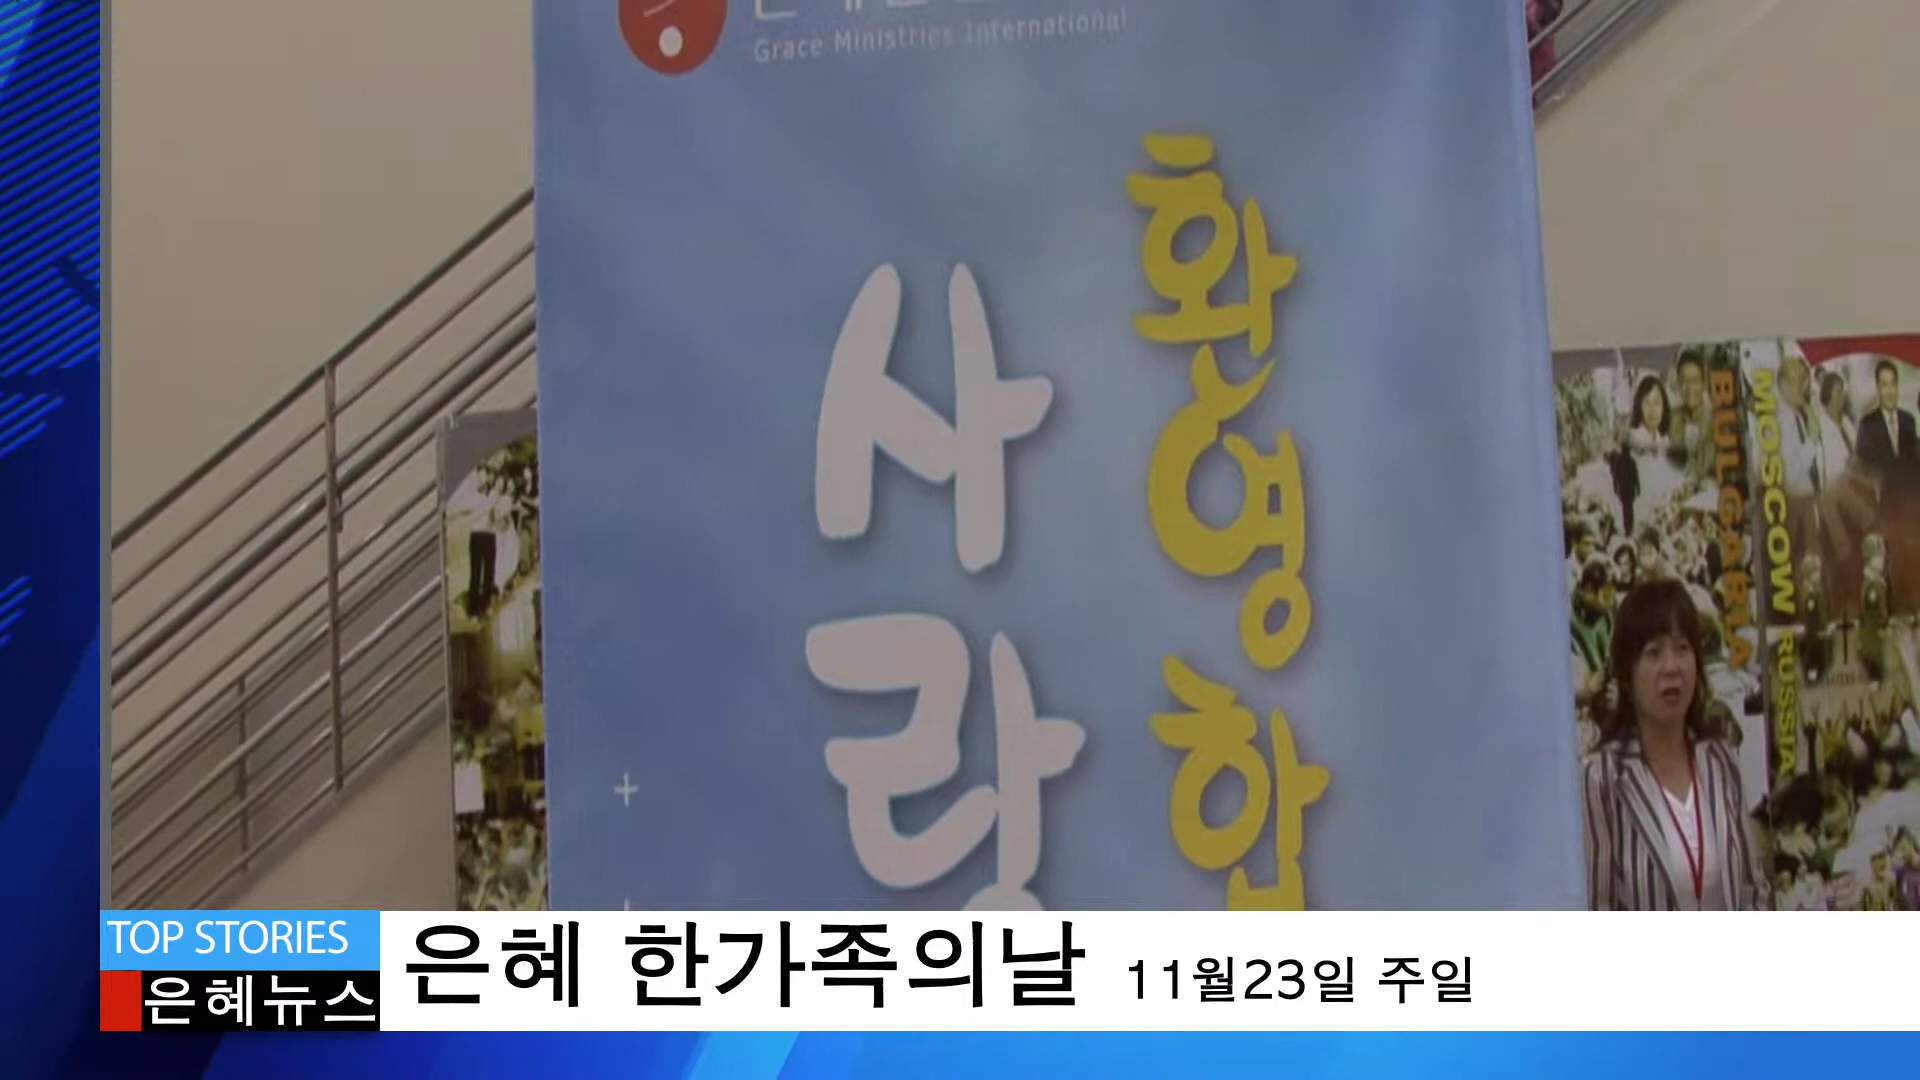 Grace Ministries International
환영합
사랑
BULGARIA
MOSCOW RUSSIA
TOP STORIES
은혜뉴스
은혜 한가족의날 11월23일 주일